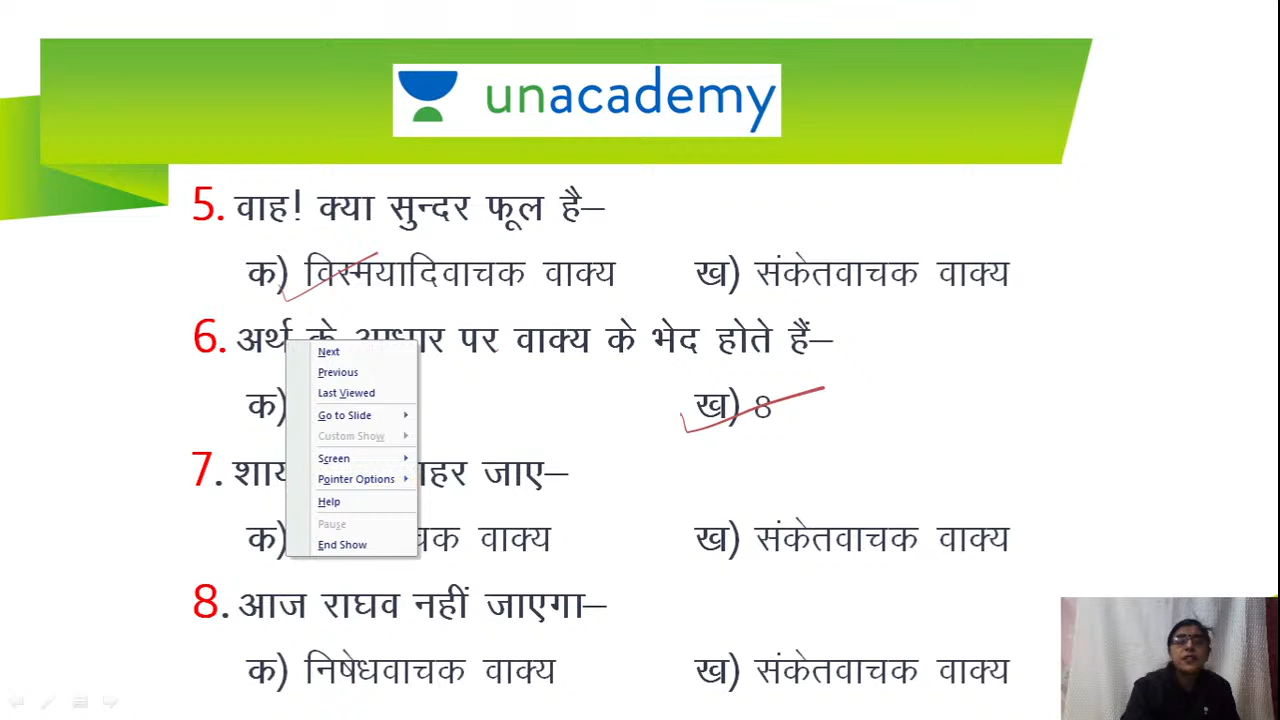 unacademy
5. वाह! क्या सुन्दर फूल है–
क) विस्मयादिवाचक वाक्य ख) संकेतवाचक वाक्य
6. अर्थ के आधार पर वाक्य के भेद होते हैं–
क) ख) 8
7. जाए–
क) वाक्य ख) संकेतवाचक वाक्य
8. आज राघव नहीं जाएगा–
क) निषेधवाचक वाक्य ख) संकेतवाचक वाक्य
Next
Previous
Last Viewed
Go to Slide
Custom Show
Screen
Pointer Options
Help
Pause
End Show